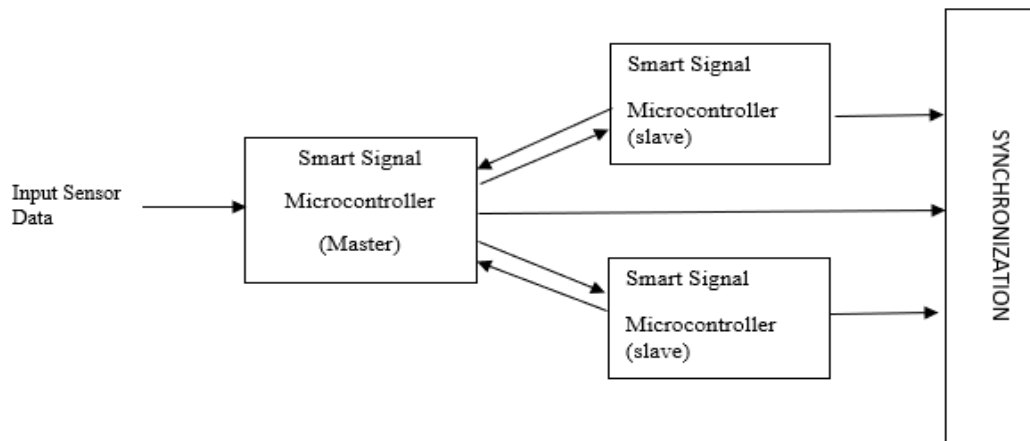 Input Sensor
Data
Smart Signal
Microcontroller
(Master)
Smart Signal
Microcontroller
(slave)
Smart Signal
Microcontroller
(slave)
SYNCHRONIZATION